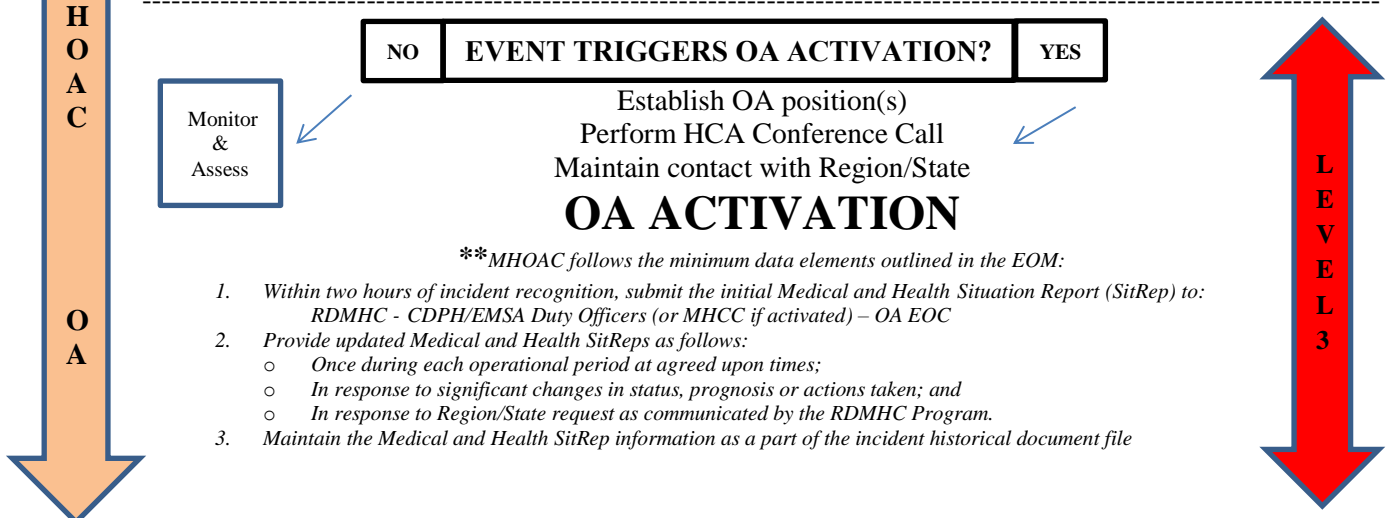 H
O
A
C
O
A
NO
EVENT TRIGGERS OA ACTIVATION?
YES
Monitor
&
Assess
Establish OA position(s)
Perform HCA Conference Call
Maintain contact with Region/State
OA ACTIVATION
**MHOAC follows the minimum data elements outlined in the EOM:
1. Within two hours of incident recognition, submit the initial Medical and Health Situation Report (SitRep) to:
RDMHC - CDPH/EMSA Duty Officers (or MHCC if activated) – OA EOC
2. Provide updated Medical and Health SitReps as follows:
o Once during each operational period at agreed upon times;
o In response to significant changes in status, prognosis or actions taken; and
o In response to Region/State request as communicated by the RDMHC Program.
3. Maintain the Medical and Health SitRep information as a part of the incident historical document file
L
E
V
E
L
3